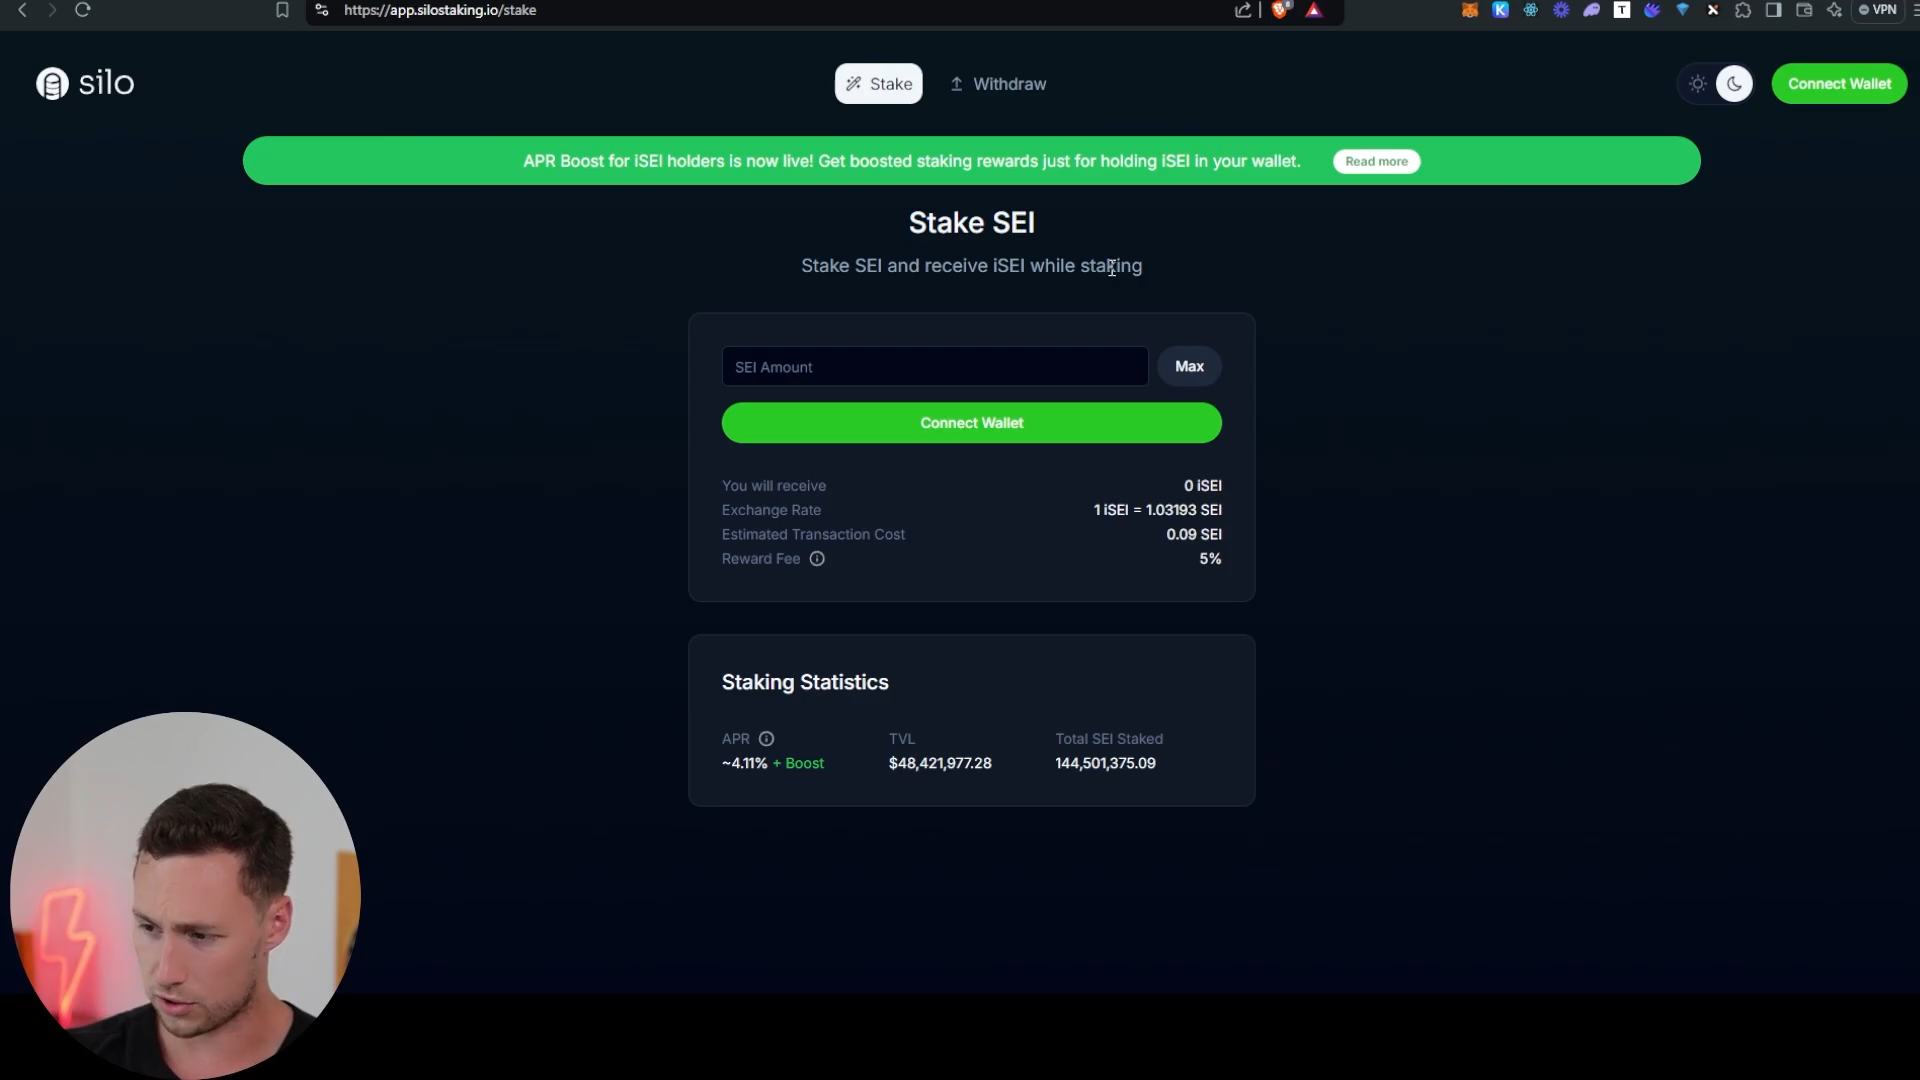 https://app.silostaking.io/stake
VPN
silo
Stake
Withdraw
Connect Wallet
APR Boost for iSEI holders is now live! Get boosted staking rewards just for holding iSEI in your wallet.
Read more
Stake SEI
Stake SEI and receive iSEI while staking
SEI Amount
Max
Connect Wallet
You will receive 0 iSEI
Exchange Rate 1 iSEI = 1.03193 SEI
Estimated Transaction Cost 0.09 SEI
Reward Fee 5%
Staking Statistics
APR TVL Total SEI Staked
~4.11% + Boost $48,421,977.28 144,501,375.09